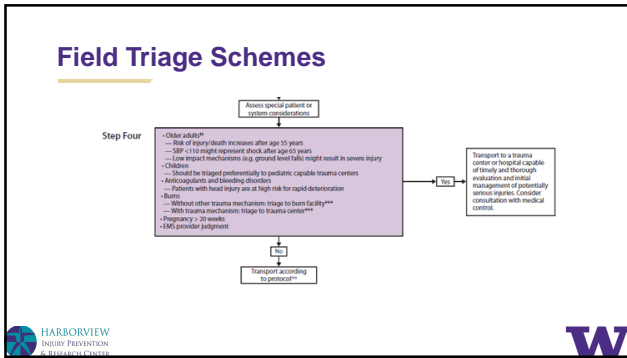 Field Triage Schemes
Assess special patient or
system considerations
Step Four
• Older adults¶¶
— Risk of injury/death increases after age 55 years
— SBP <110 might represent shock after age 65 years
— Low impact mechanisms (e.g. ground level falls) might result in severe injury
• Children
— Should be triaged preferentially to pediatric capable trauma centers
• Anticoagulants and bleeding disorders
— Patients with head injury are at high risk for rapid deterioration
• Burns
— Without other trauma mechanism: triage to burn facility***
— With trauma mechanism: triage to trauma center***
• Pregnancy > 20 weeks
• EMS provider judgment
Yes
Transport to a trauma
center or hospital capable
of timely and thorough
evaluation and initial
management of potentially
serious injuries. Consider
consultation with medical
control.
No
Transport according
to protocol
HARBORVIEW
INJURY PREVENTION
& RESEARCH CENTER
W